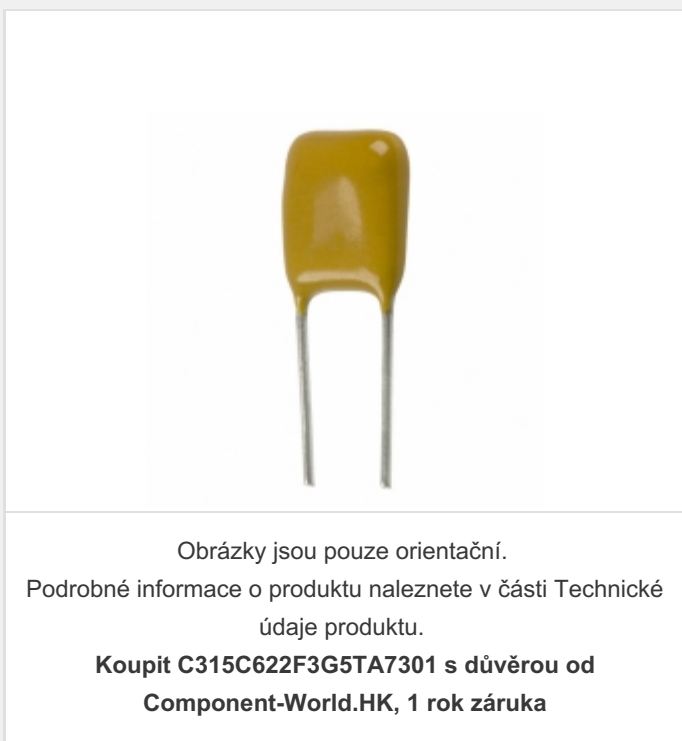 Obrázky jsou pouze orientační.
Podrobné informace o produktu naleznete v části Technické
údaje produktu.
Koupit C315C622F3G5TA7301 s důvěrou od
Component-World.HK, 1 rok záruka